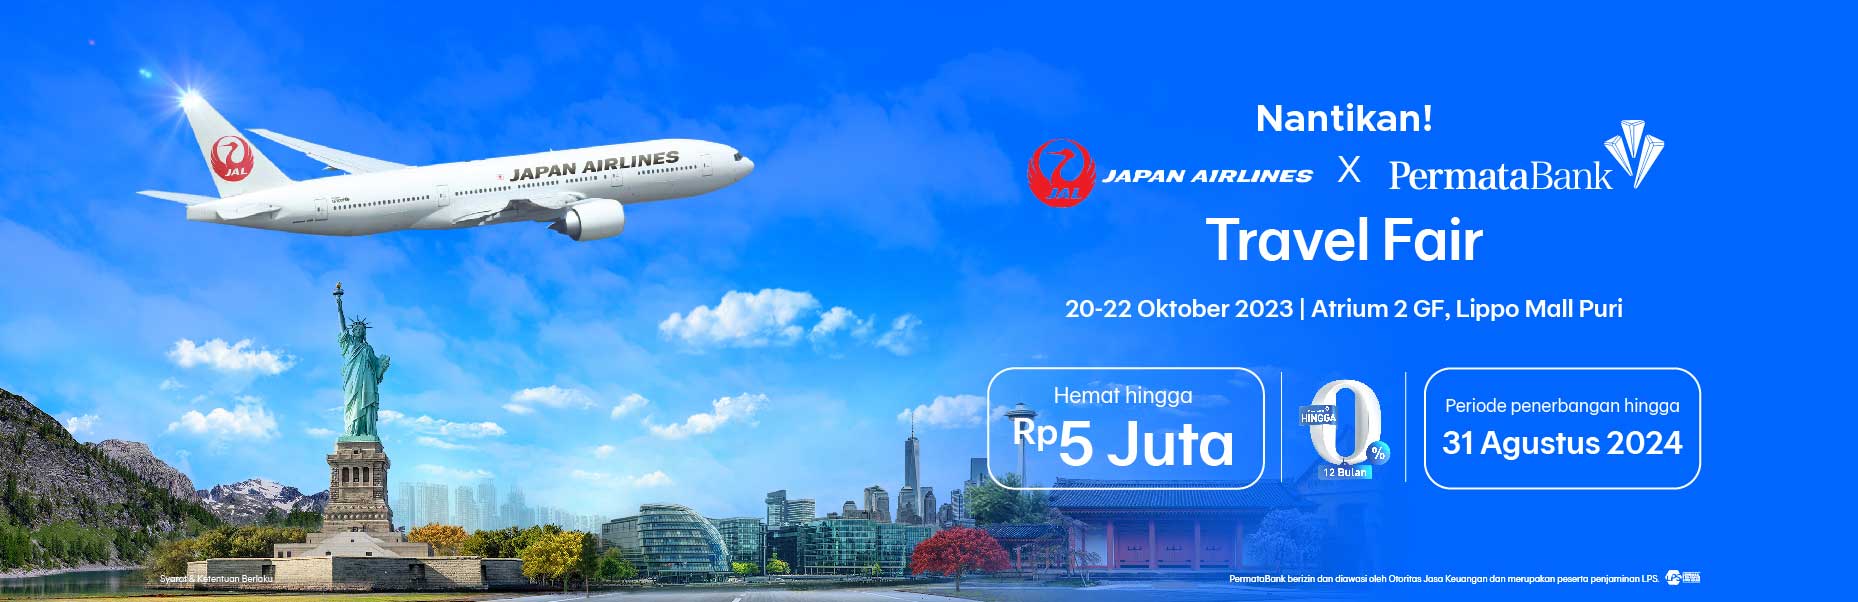 Nantikan!
JAL JAPAN AIRLINES X PermataBank
Travel Fair
20-22 Oktober 2023 | Atrium 2 GF, Lippo Mall Puri
Hemat hingga
Rp5 Juta
HINGGA
0%
12 Bulan
Periode penerbangan hingga
31 Agustus 2024
JAPAN AIRLINES
JAL
Syarat & Ketentuan Berlaku
PermataBank berizin dan diawasi oleh Otoritas Jasa Keuangan dan merupakan peserta penjaminan LPS.
LPS